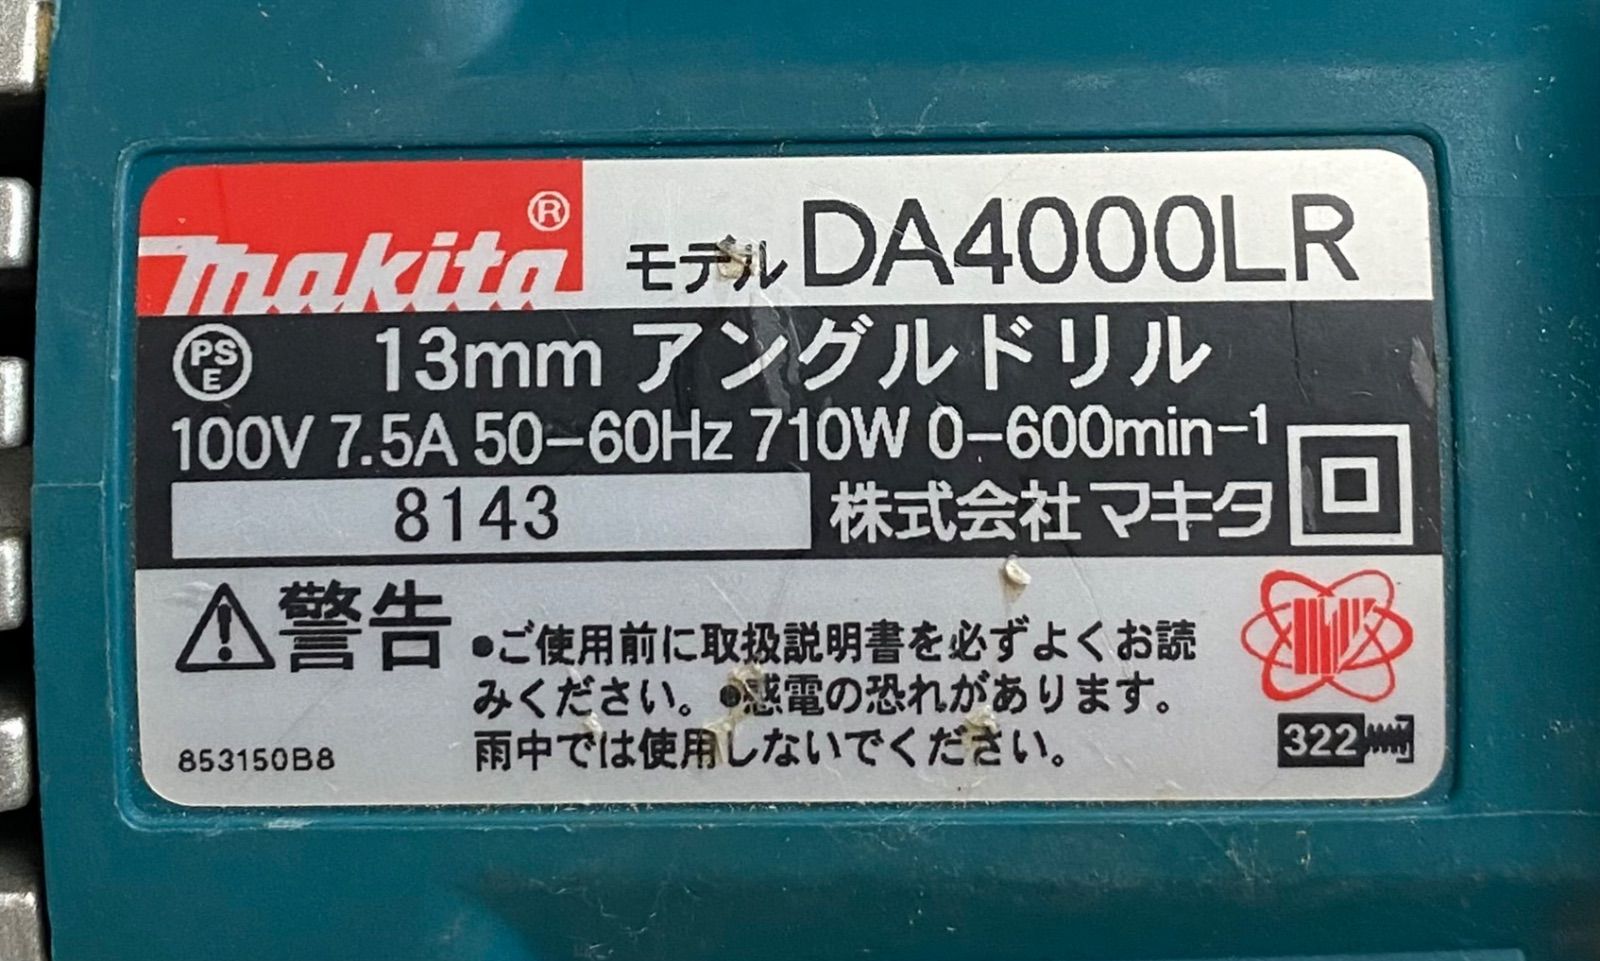 makita®
モデル DA4000LR
PSE 13mm アングルドリル
100V 7.5A 50-60Hz 710W 0-600min-1
8143 株式会社マキタ
警告 ●ご使用前に取扱説明書を必ずよくお読
みください。●感電の恐れがあります。
雨中では使用しないでください。
853150B8
322